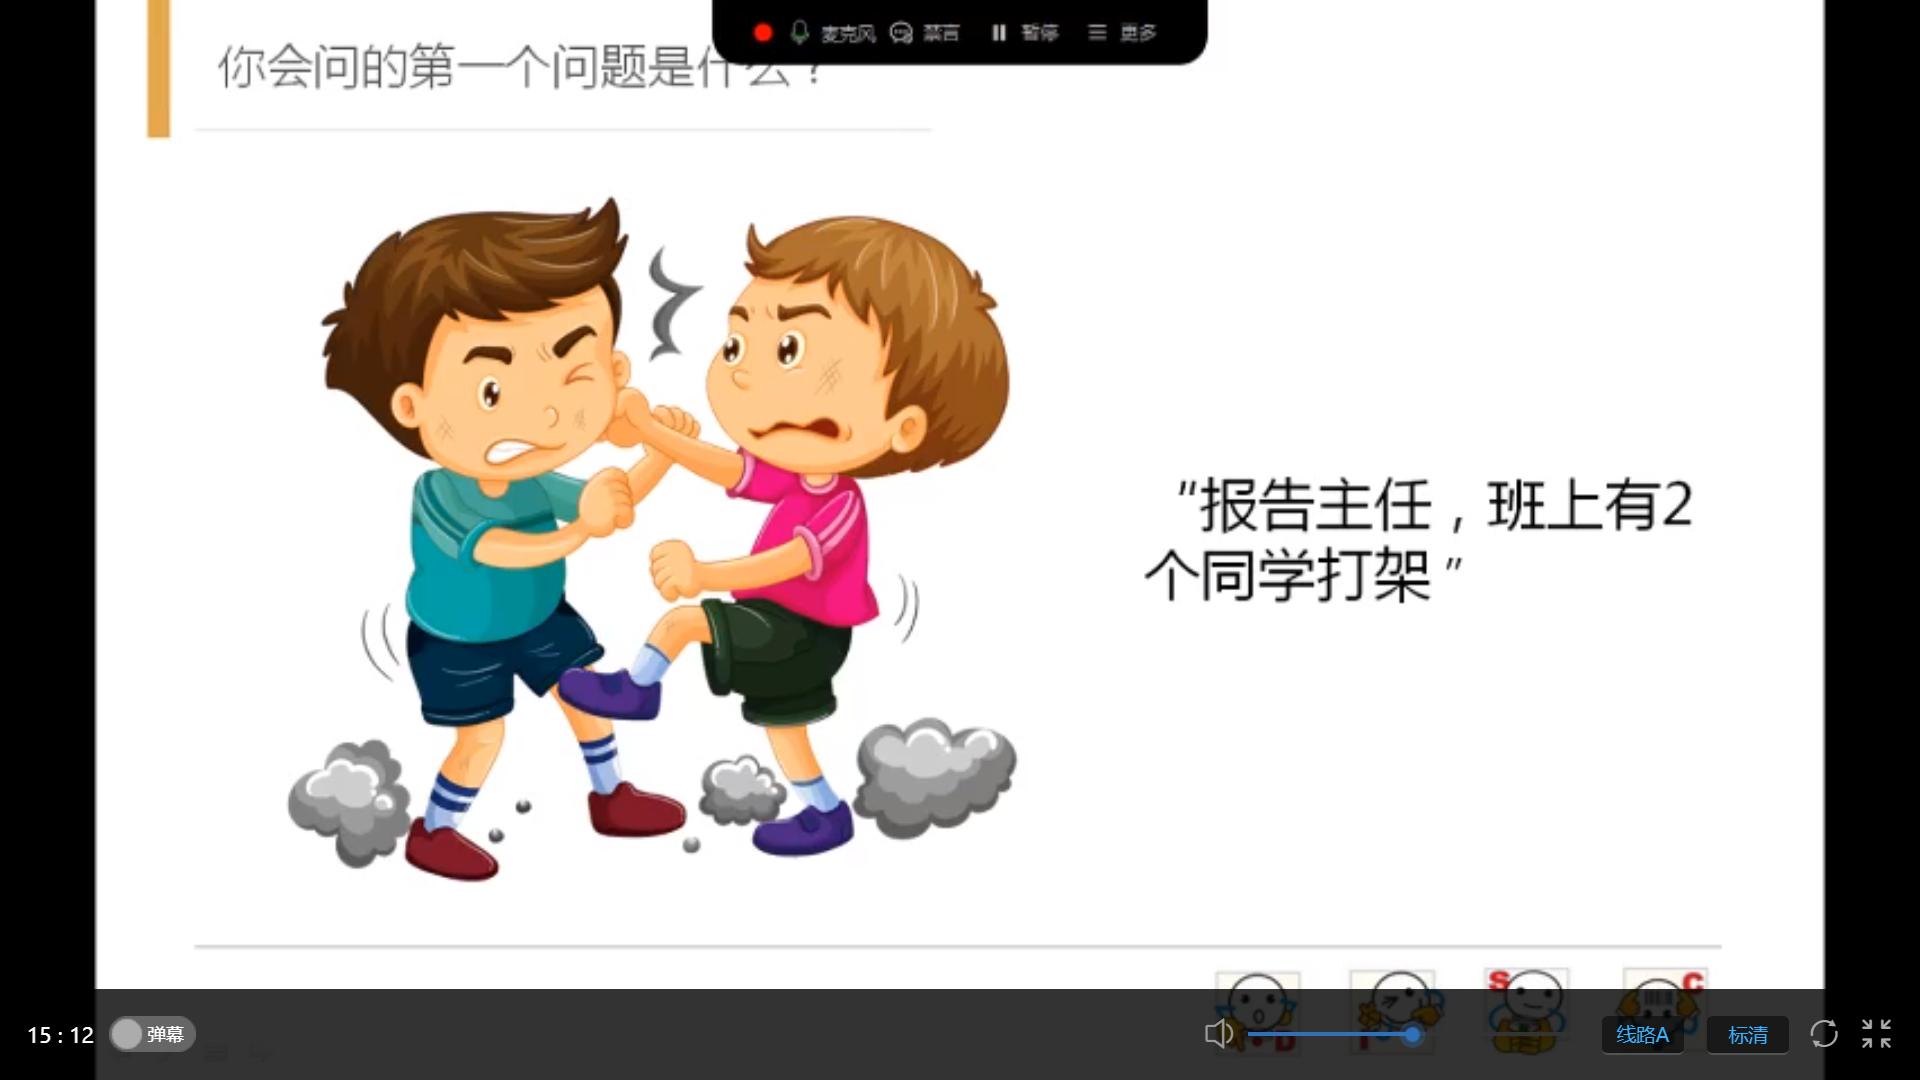 麦克风 禁言 暂停 更多
你会问的第一个问题是什么？
“报告主任，班上有2
个同学打架”
S C
D I
15:12 弹幕 线路A 标清